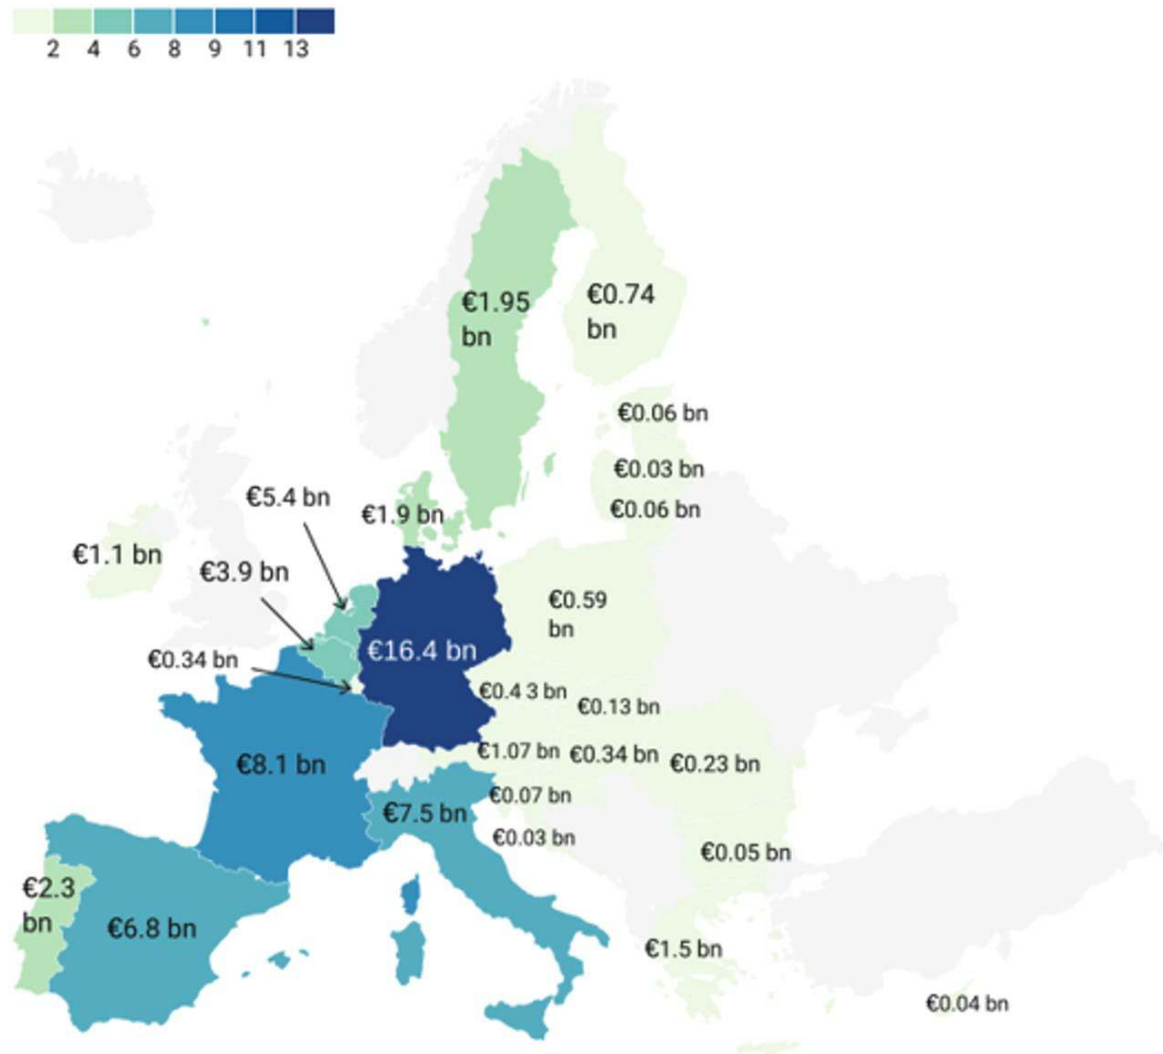 2 4 6 8 9 11 13
€1.95
bn
€0.74
bn
€0.06 bn
€0.03 bn
€0.06 bn
€5.4 bn
€1.9 bn
€1.1 bn
€3.9 bn
€0.59
bn
€16.4 bn
€0.34 bn
€0.4 3 bn
€0.13 bn
€1.07 bn
€0.34 bn
€0.23 bn
€8.1 bn
€0.07 bn
€7.5 bn
€0.03 bn
€0.05 bn
€2.3
bn
€6.8 bn
€1.5 bn
€0.04 bn